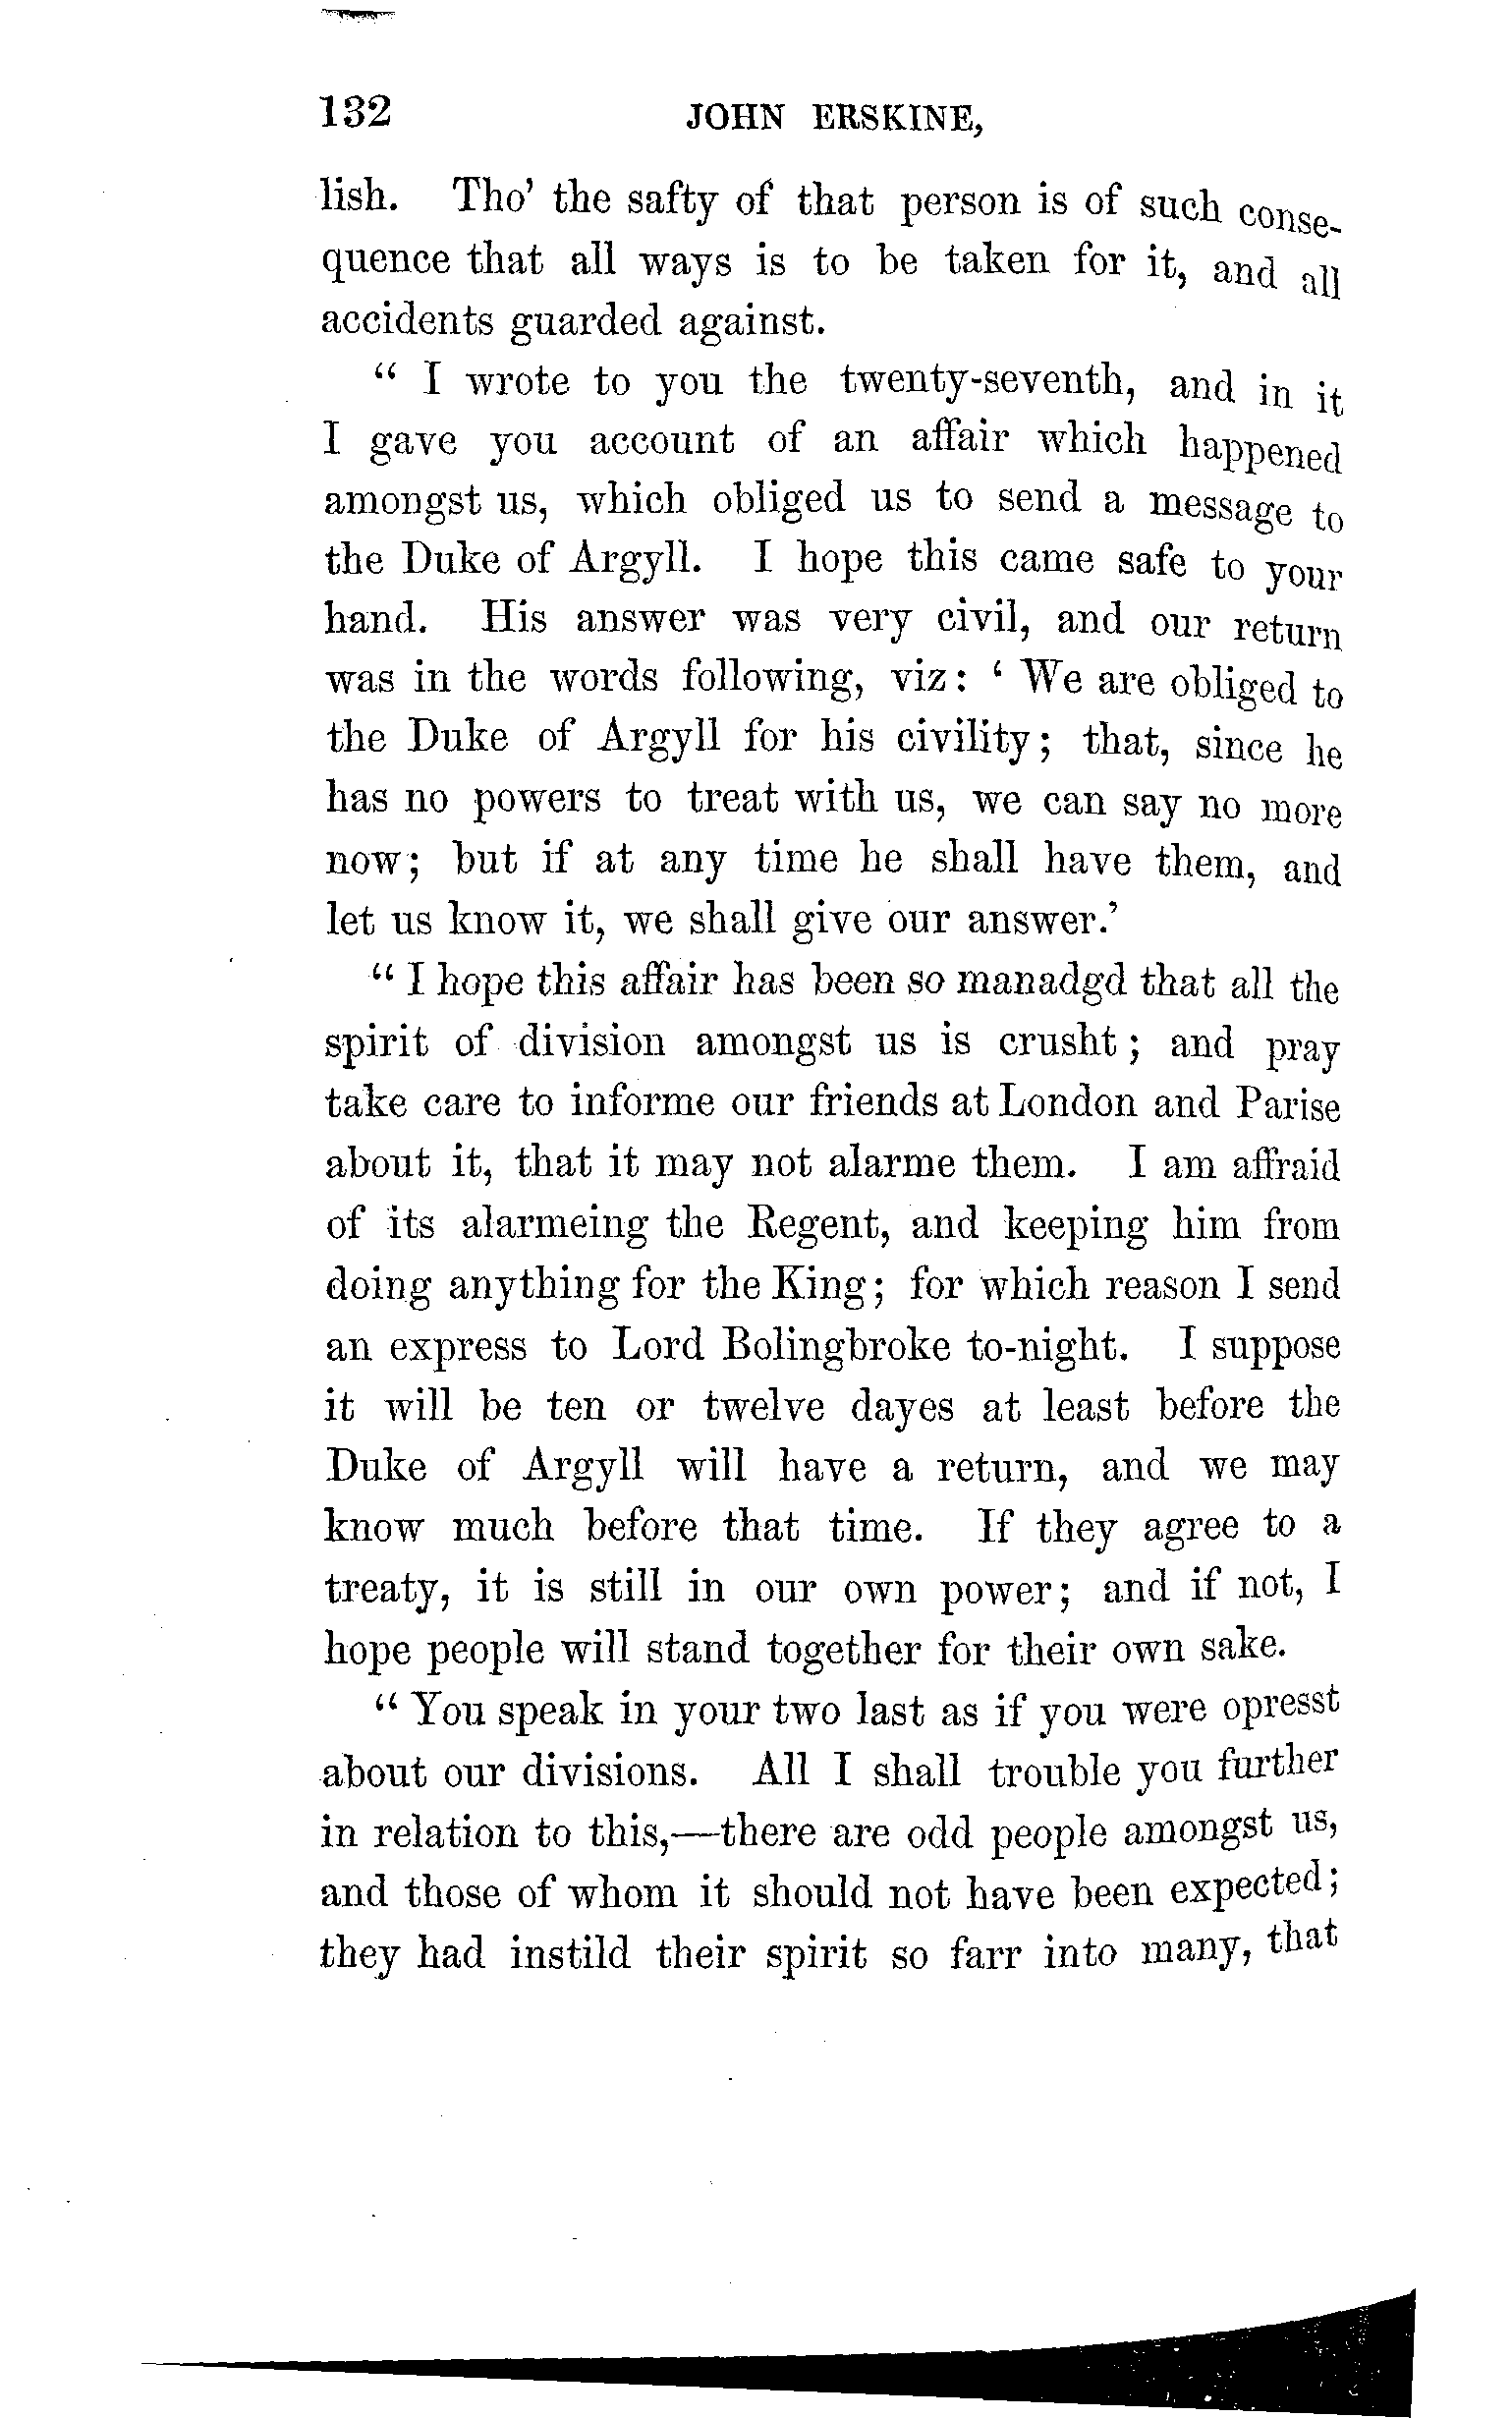 132 JOHN ERSKINE,
lish. Tho' the safty of that person is of such conse-
quence that all ways is to be taken for it, and all
accidents guarded against.
" I wrote to you the twenty-seventh, and in it
I gave you account of an affair which happened
amongst us, which obliged us to send a message to
the Duke of Argyll. I hope this came safe to your
hand. His answer was very civil, and our return
was in the words following, viz: ' We are obliged to
the Duke of Argyll for his civility; that, since he
has no powers to treat with us, we can say no more
now; but if at any time he shall have them, and
let us know it, we shall give our answer.'
" I hope this affair has been so manadgd that all the
spirit of division amongst us is crusht; and pray
take care to informe our friends at London and Parise
about it, that it may not alarme them. I am affraid
of its alarmeing the Regent, and keeping him from
doing anything for the King; for which reason I send
an express to Lord Bolingbroke to-night. I suppose
it will be ten or twelve dayes at least before the
Duke of Argyll will have a return, and we may
know much before that time. If they agree to a
treaty, it is still in our own power; and if not, I
hope people will stand together for their own sake.
" You speak in your two last as if you were opresst
about our divisions. All I shall trouble you further
in relation to this,—there are odd people amongst us,
and those of whom it should not have been expected;
they had instild their spirit so farr into many, that